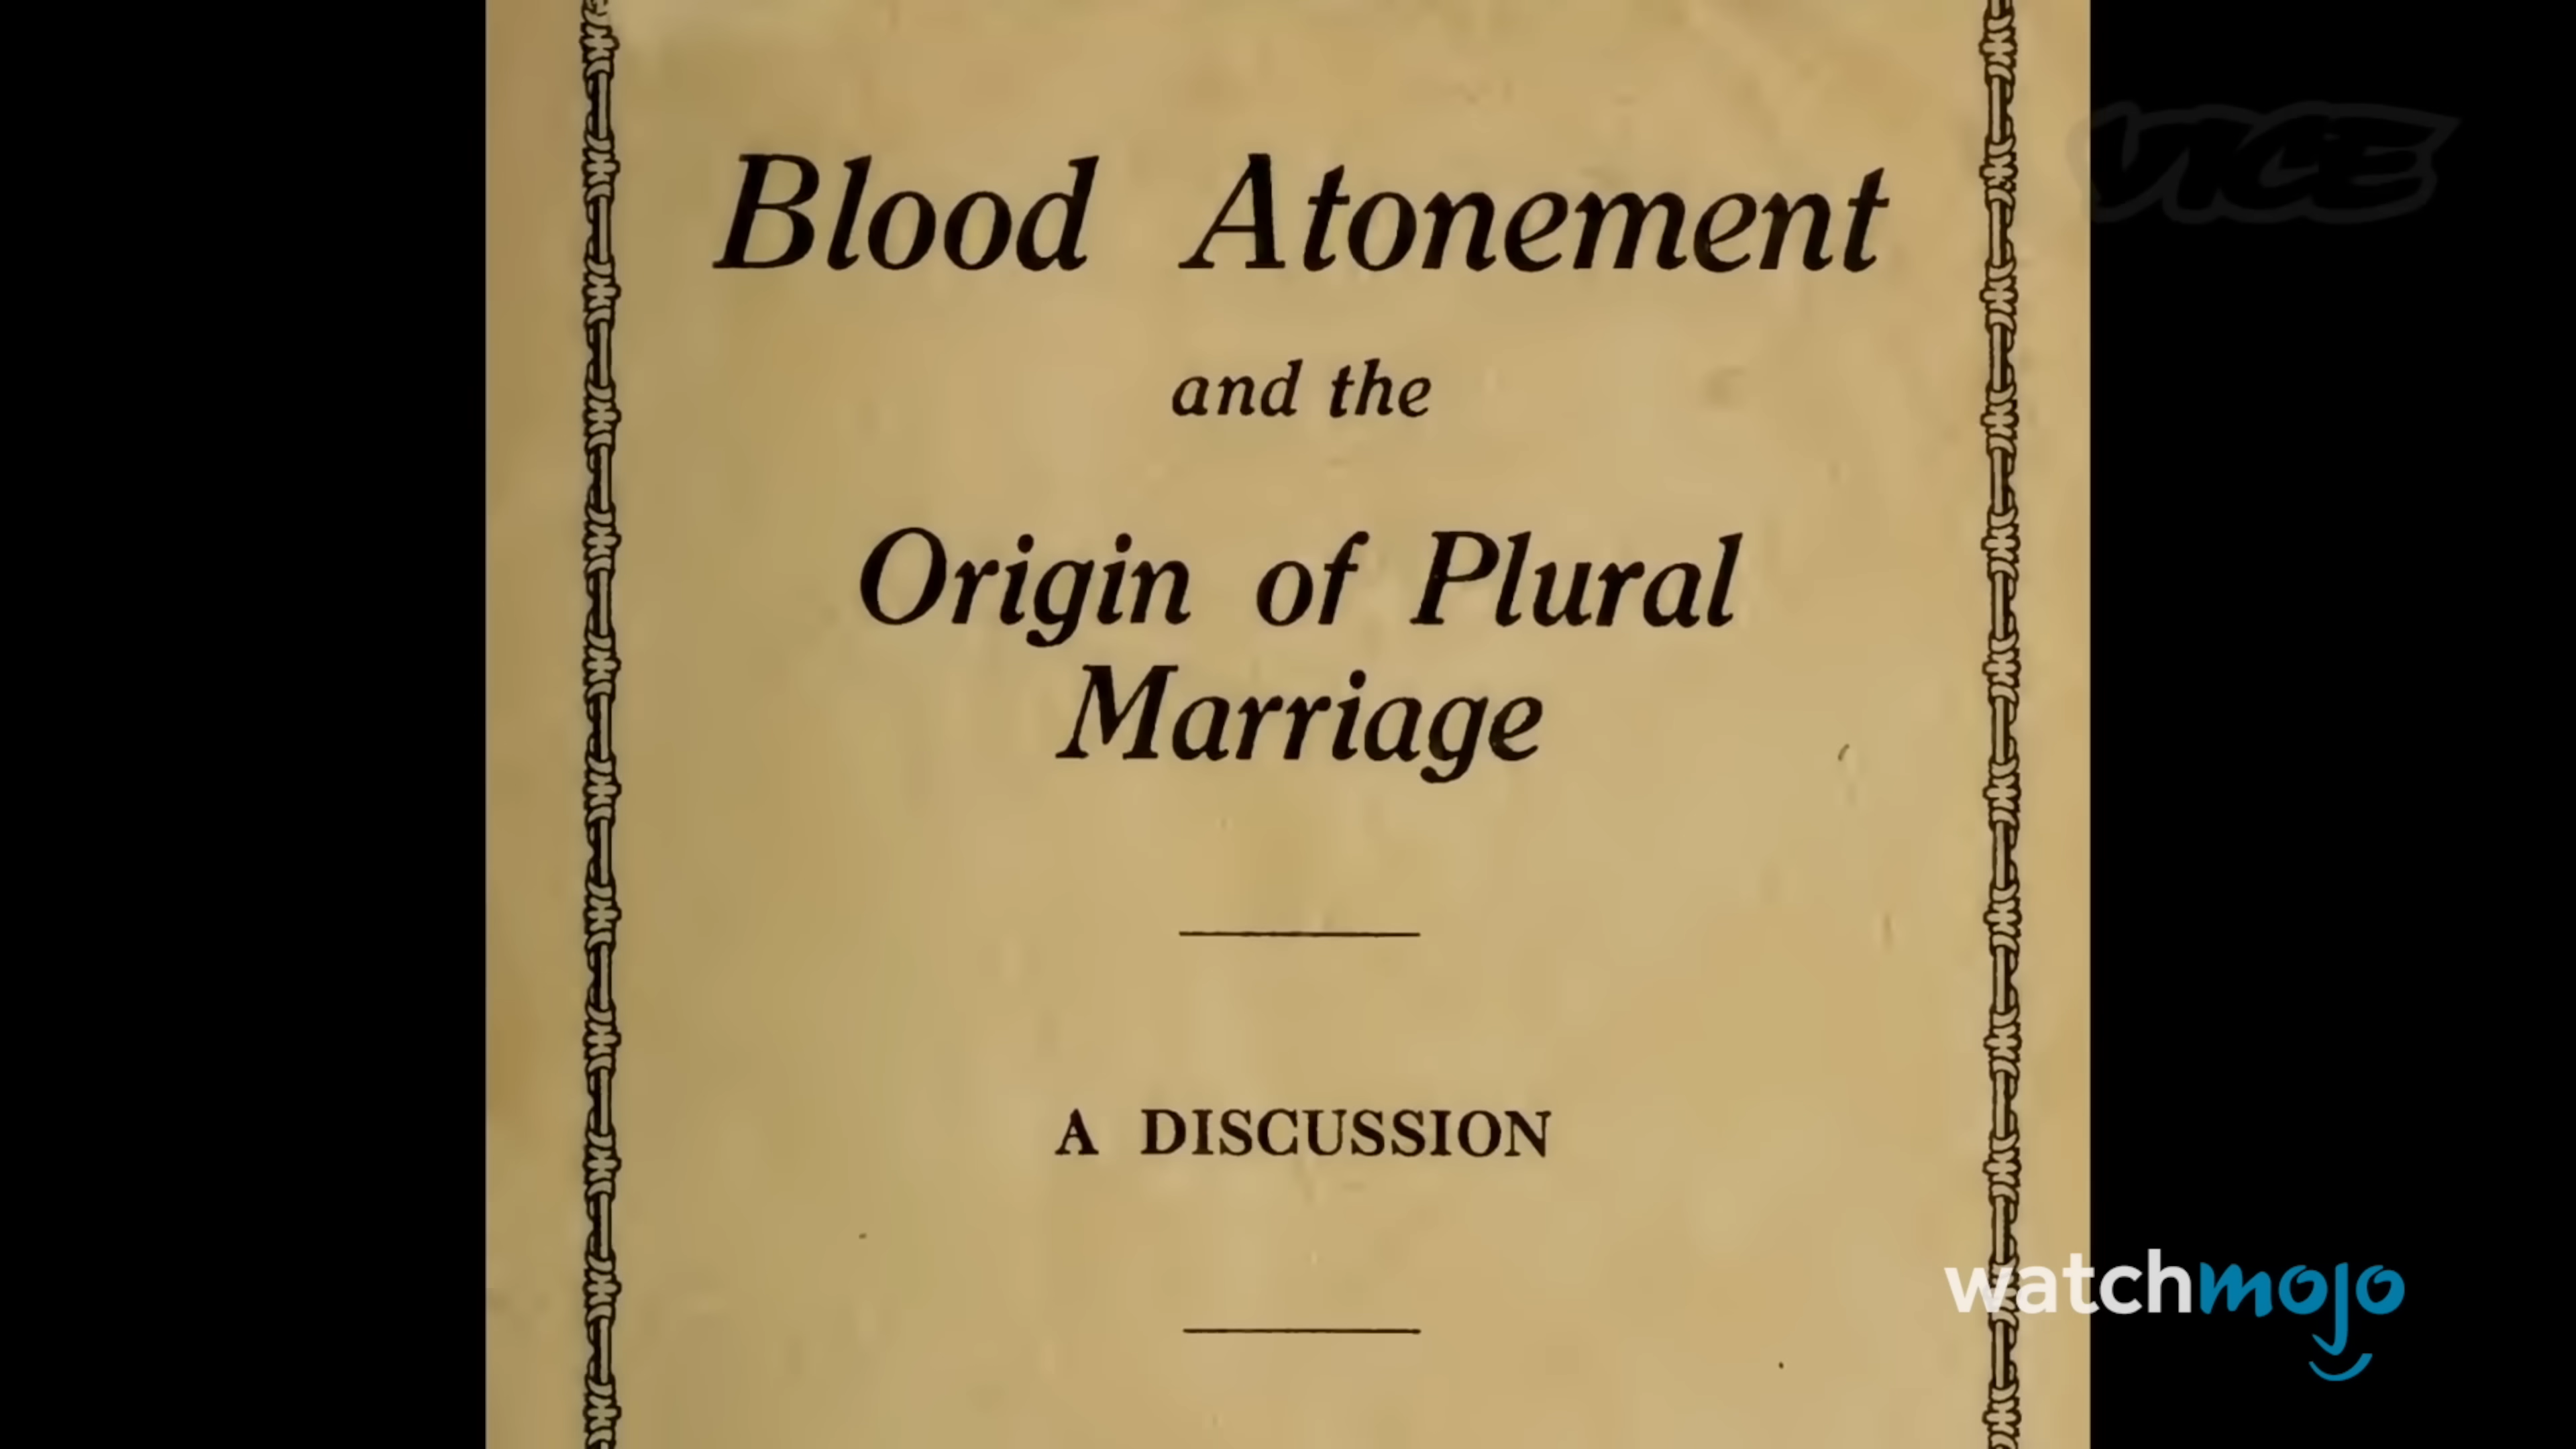 Blood Atonement
VICE
and the
Origin of Plural
Marriage
A DISCUSSION
watchmojo